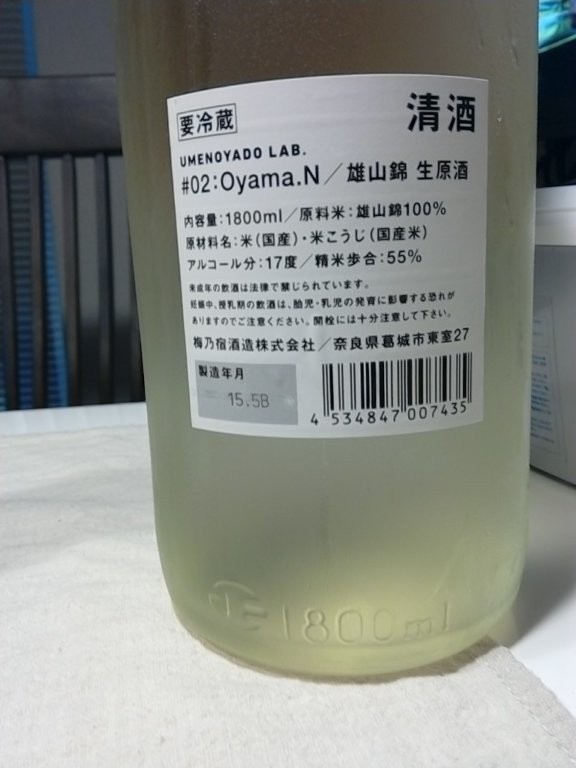 要冷蔵
清酒
UMENOYADO LAB.
#02:Oyama.N/雄山錦 生原酒
内容量:1800ml/原料米:雄山錦100%
原材料名:米(国産)・米こうじ(国産米)
アルコール分:17度/精米歩合:55%
未成年の飲酒は法律で禁じられています。
妊娠中、授乳期の飲酒は、胎児・乳児の発育に影響する恐れが
ありますのでご注意ください。開栓には十分注意して下さい。
梅乃宿酒造株式会社/奈良県葛城市東室27
製造年月
15.5B
4 534847 007435
1800ml